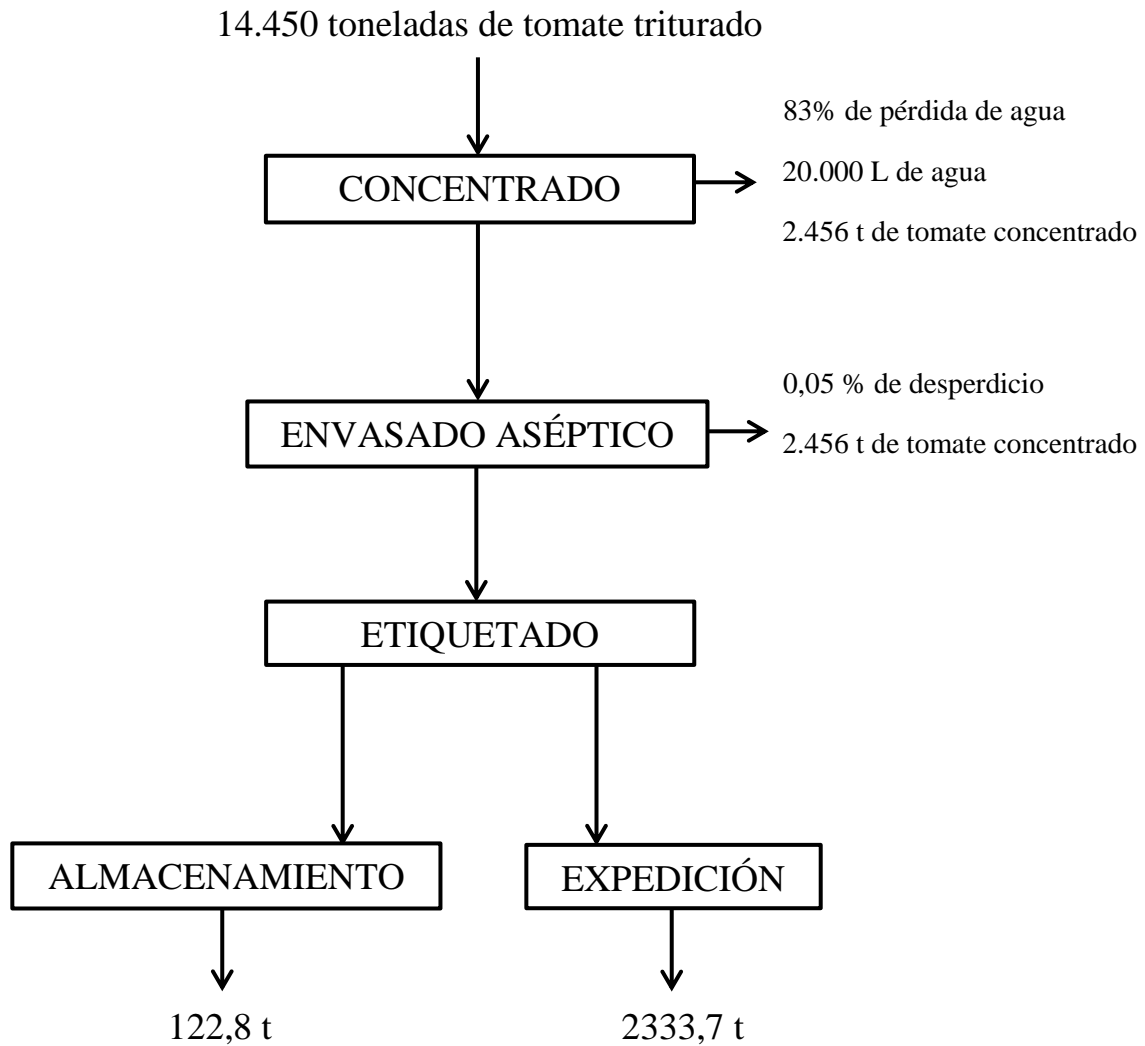 14.450 toneladas de tomate triturado
83% de pérdida de agua
CONCENTRADO
20.000 L de agua
2.456 t de tomate concentrado
0,05 % de desperdicio
ENVASADO ASÉPTICO
2.456 t de tomate concentrado
ETIQUETADO
ALMACENAMIENTO
EXPEDICIÓN
122,8 t
2333,7 t